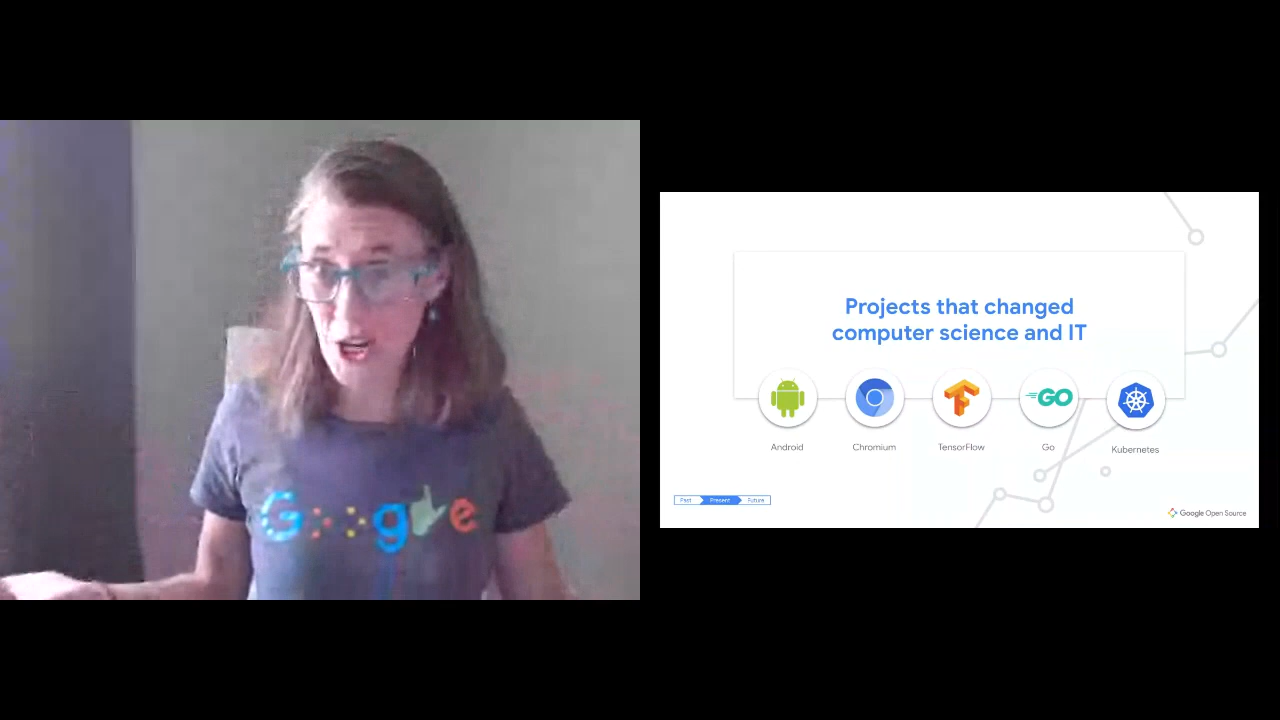 Google
Projects that changed
computer science and IT
GO
Android
Chromium
TensorFlow
Go
Kubernetes
Past
Present
Future
Google Open Source